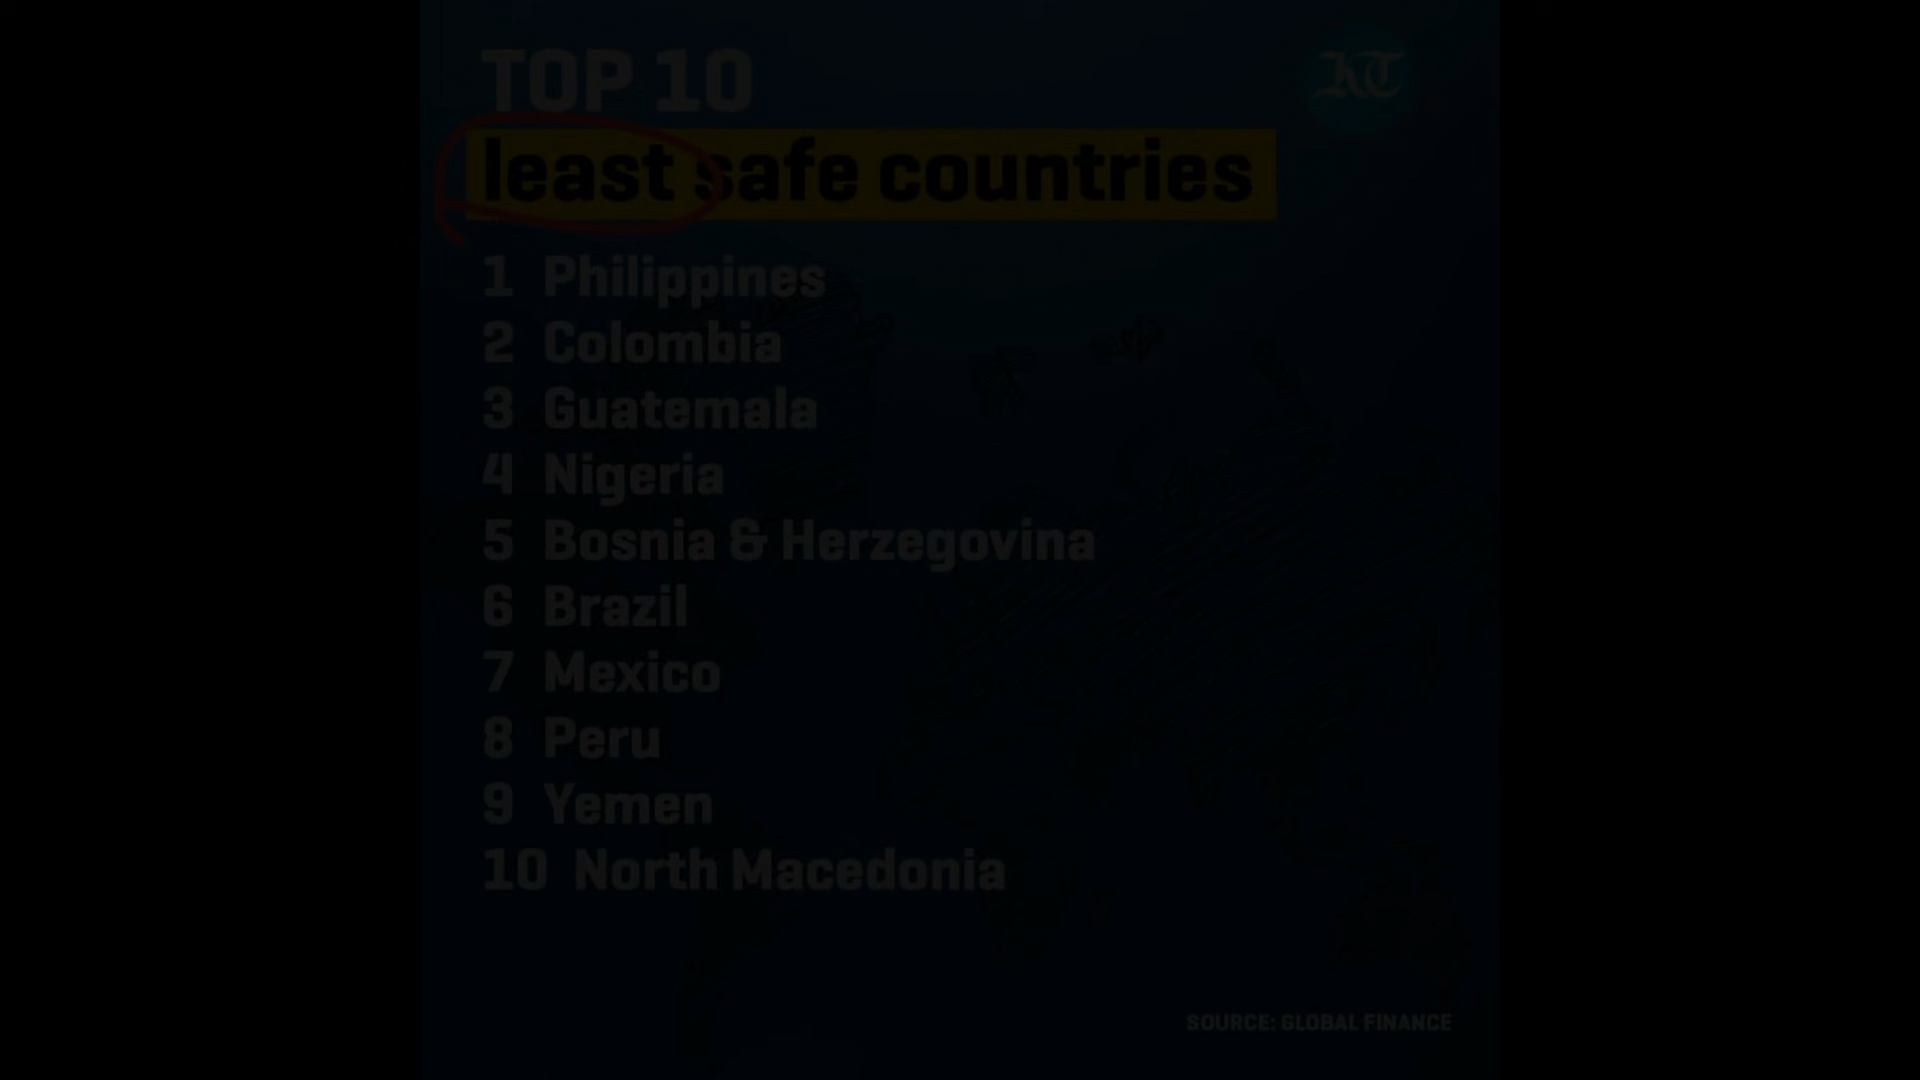 TOP 10
KT
least safe countries
1 Philippines
2 Colombia
3 Guatemala
4 Nigeria
5 Bosnia & Herzegovina
6 Brazil
7 Mexico
8 Peru
9 Yemen
10 North Macedonia
SOURCE: GLOBAL FINANCE